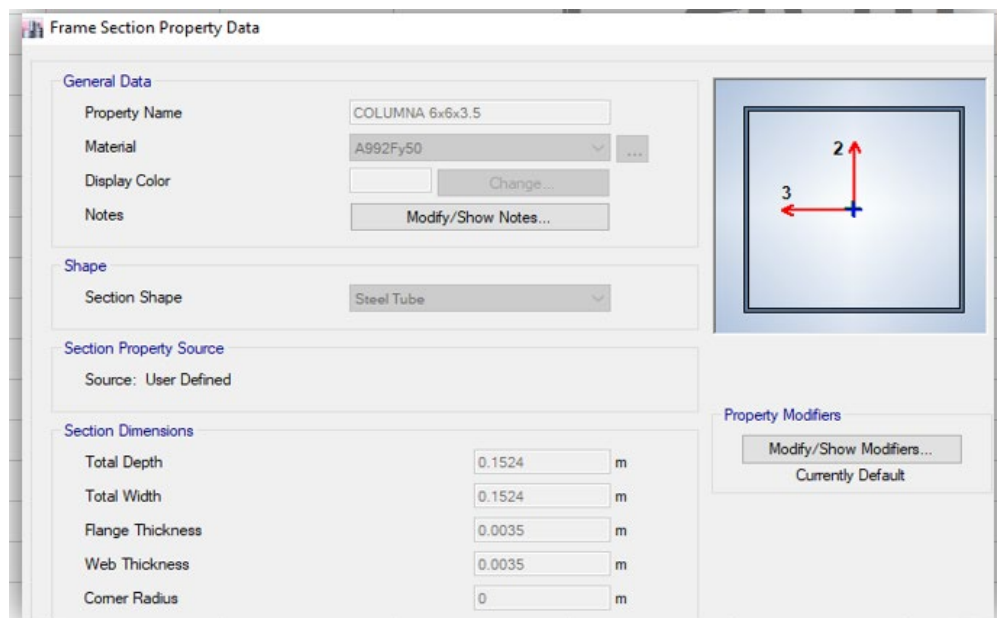 Frame Section Property Data
General Data
Property Name COLUMNA 6x6x3.5
Material A992Fy50 ...
Display Color Change...
Notes Modify/Show Notes...
2
3
Shape
Section Shape Steel Tube
Section Property Source
Source: User Defined
Property Modifiers
Modify/Show Modifiers...
Currently Default
Section Dimensions
Total Depth 0.1524 m
Total Width 0.1524 m
Flange Thickness 0.0035 m
Web Thickness 0.0035 m
Corner Radius 0 m